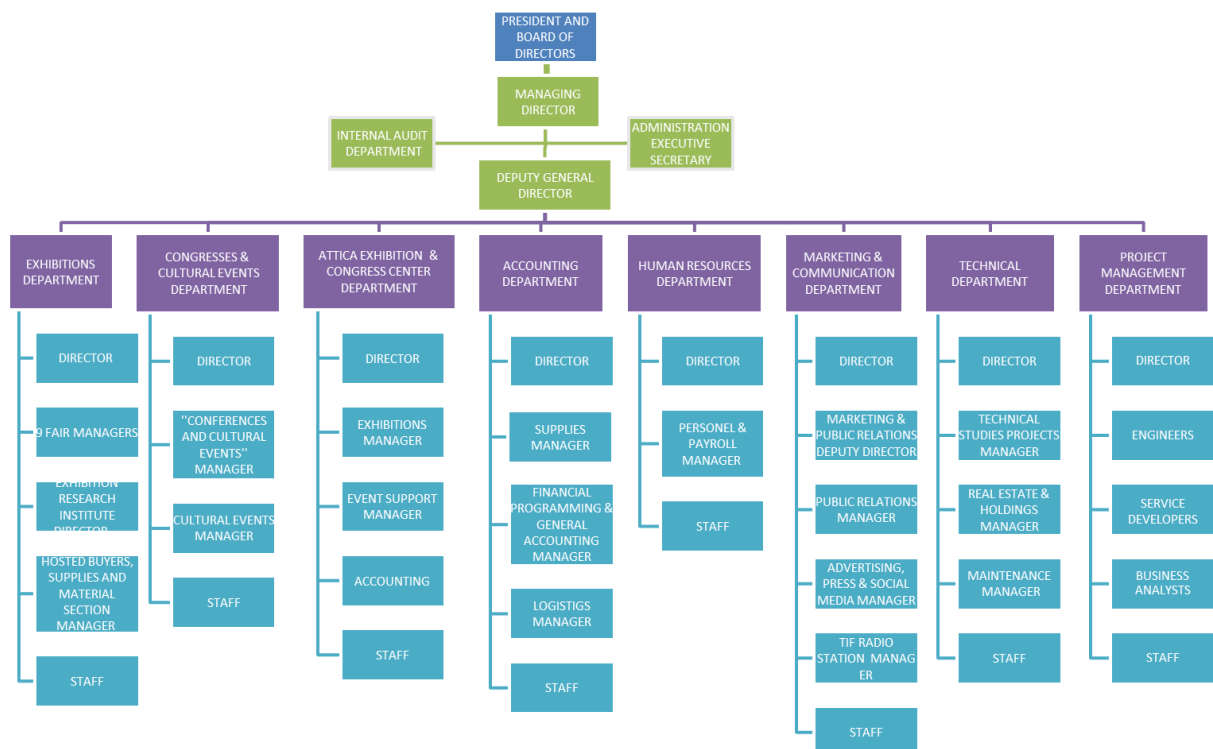 PRESIDENT AND
BOARD OF
DIRECTORS
MANAGING
DIRECTOR
INTERNAL AUDIT
DEPARTMENT
ADMINISTRATION
EXECUTIVE
SECRETARY
DEPUTY GENERAL
DIRECTOR
EXHIBITIONS
DEPARTMENT
DIRECTOR
9 FAIR MANAGERS
EXHIBITION
RESEARCH
INSTITUTE
DIRECTOR
HOSTED BUYERS,
SUPPLIES AND
MATERIAL
SECTION
MANAGER
STAFF
CONGRESSES &
CULTURAL EVENTS
DEPARTMENT
DIRECTOR
"CONFERENCES
AND CULTURAL
EVENTS"
MANAGER
CULTURAL EVENTS
MANAGER
STAFF
ATTICA EXHIBITION &
CONGRESS CENTER
DEPARTMENT
DIRECTOR
EXHIBITIONS
MANAGER
EVENT SUPPORT
MANAGER
ACCOUNTING
STAFF
ACCOUNTING
DEPARTMENT
DIRECTOR
SUPPLIES
MANAGER
FINANCIAL
PROGRAMMING &
GENERAL
ACCOUNTING
MANAGER
LOGISTIGS
MANAGER
STAFF
HUMAN RESOURCES
DEPARTMENT
DIRECTOR
PERSONEL &
PAYROLL
MANAGER
STAFF
MARKETING &
COMMUNICATION
DEPARTMENT
DIRECTOR
MARKETING &
PUBLIC RELATIONS
DEPUTY DIRECTOR
PUBLIC RELATIONS
MANAGER
ADVERTISING,
PRESS & SOCIAL
MEDIA MANAGER
TIF RADIO
STATION MANAG
ER
STAFF
TECHNICAL
DEPARTMENT
DIRECTOR
TECHNICAL
STUDIES PROJECTS
MANAGER
REAL ESTATE &
HOLDINGS
MANAGER
MAINTENANCE
MANAGER
STAFF
PROJECT
MANAGEMENT
DEPARTMENT
DIRECTOR
ENGINEERS
SERVICE
DEVELOPERS
BUSINESS
ANALYSTS
STAFF